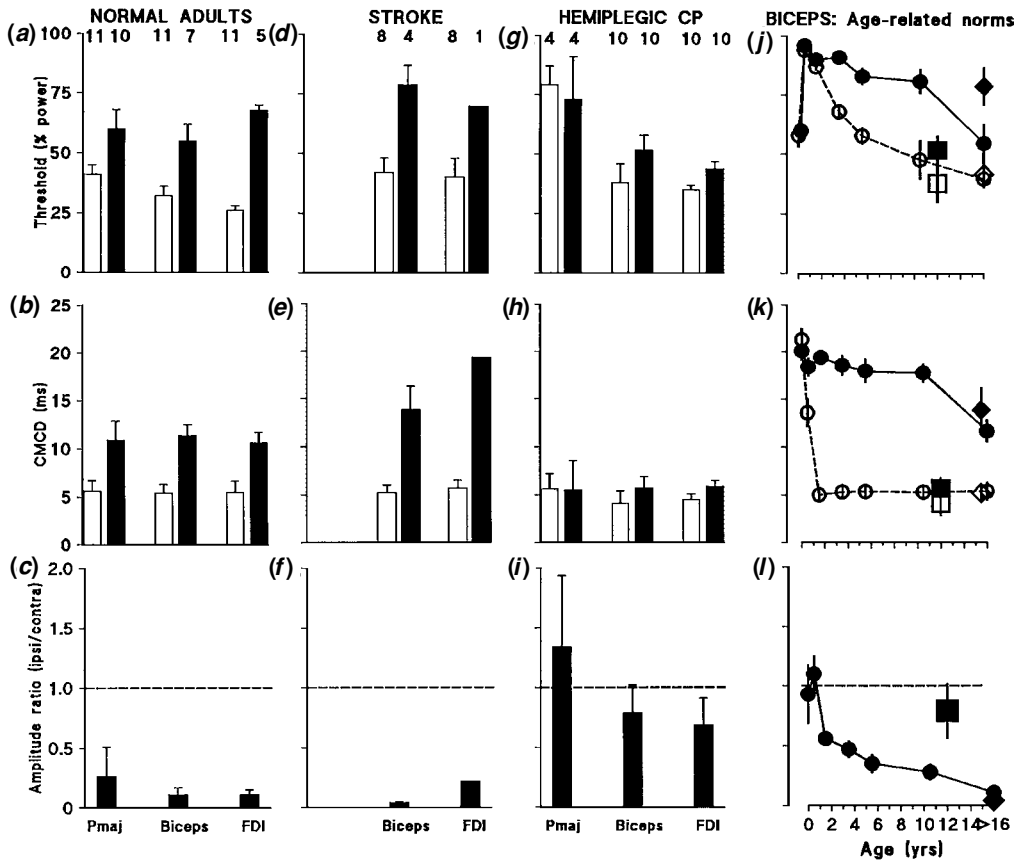 NORMAL ADULTS
STROKE
HEMIPLEGIC CP
BICEPS: Age-related norms
(a)
11 10 11 7 11 5
(d)
8 4 8 1
(g)
4 4 10 10 10 10
(j)
100
75
50
25
0
Threshold (% power)
(b)
(e)
(h)
(k)
25
20
15
10
5
0
CMCD (ms)
(c)
(f)
(i)
(l)
2.0
1.5
1.0
0.5
0
Amplitude ratio (ipsi/contra)
Pmaj Biceps FDI
Biceps FDI
Pmaj Biceps FDI
0 2 4 6 8 10 12 14 >16
Age (yrs)